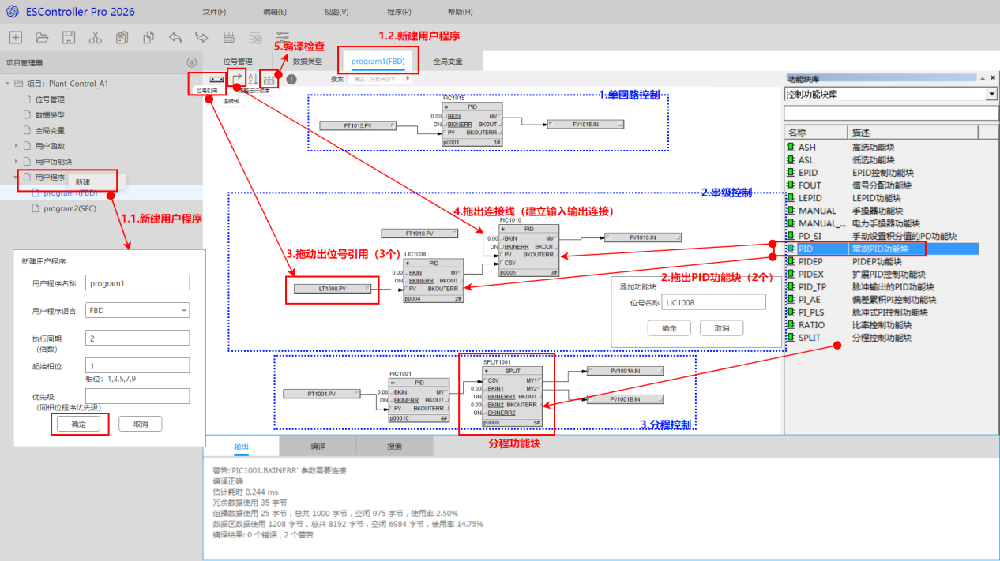 ESController Pro 2026
文件(F)
编辑(E)
视图(V)
程序(P)
帮助(H)
5.编译检查
1.2.新建用户程序
项目管理器
位号管理
数据类型
program1(FBD)
全局变量
位号引用
连接线
搜索
请输入搜索关键字
项目：Plant_Control_A1
位号管理
数据类型
全局变量
用户函数
用户功能块
用户程序
新建
program1(FBD)
program2(SFC)
1.1.新建用户程序
新建用户程序
用户程序名称
program1
用户程序语言
FBD
执行周期
（倍数）
2
起始相位
1
相位：1,3,5,7,9
优先级
（同相位程序优先级）
确定
取消
1.单回路控制
FIC1015
* PID
FT1015.PV
0.00 BKIN MV
ON BKINERR BKOUT
PV BKOUTERR
p0001 1#
FV1015.IN
2.串级控制
4.拖出连接线（建立输入输出连接）
FIC1010
* PID
FT1010.PV
0.00 BKIN MV
ON BKINERR BKOUT
PV BKOUTERR
CSV
p0005 3#
FV1010.IN
3.拖动出位号引用（3个）
LIC1008
* PID
LT1008.PV
0.00 BKIN MV
ON BKINERR BKOUT
PV BKOUTERR
p0004 2#
2.拖出PID功能块（2个）
添加功能块
位号名称
LIC1008
确定
取消
SPLIT1001
* SPLIT
CSV MV1
0.00 BKIN1 MV2
ON BKINERR1 BKOUT
0.00 BKIN2 BKOUTERR
ON BKINERR2
p0009 5#
PIC1001
* PID
PT1001.PV
0.00 BKIN MV
ON BKINERR BKOUT
PV BKOUTERR
p00010 4#
PV1001A.IN
PV1001B.IN
3.分程控制
分程功能块
功能块库
控制功能块库
名称 描述
ASH 高选功能块
ASL 低选功能块
EPID EPID控制功能块
FOUT 信号分配功能块
LEPID LEPID功能块
MANUAL 手操器功能块
MANUAL_... 电力手操器功能块
PD_SI 手动设置积分值的PD功能块
PID 常规PID功能块
PIDEP PIDEP功能块
PIDEX 扩展PID控制功能块
PID_TP 脉冲输出的PID功能块
PI_AE 偏差累积PI控制功能块
PI_PLS 脉冲式PI控制功能块
RATIO 比率控制功能块
SPLIT 分程控制功能块
输出
编译
搜索
警告:'PIC1001.BKINERR' 参数需要连接
编译正确
估计耗时 0.244 ms
冗余数据使用 35 字节
组播数据使用 25 字节，总共 1000 字节，空闲 975 字节，使用率 2.50%
数据区数据使用 1208 字节，总共 8192 字节，空闲 6984 字节，使用率 14.75%
编译结果: 0 个错误，2 个警告